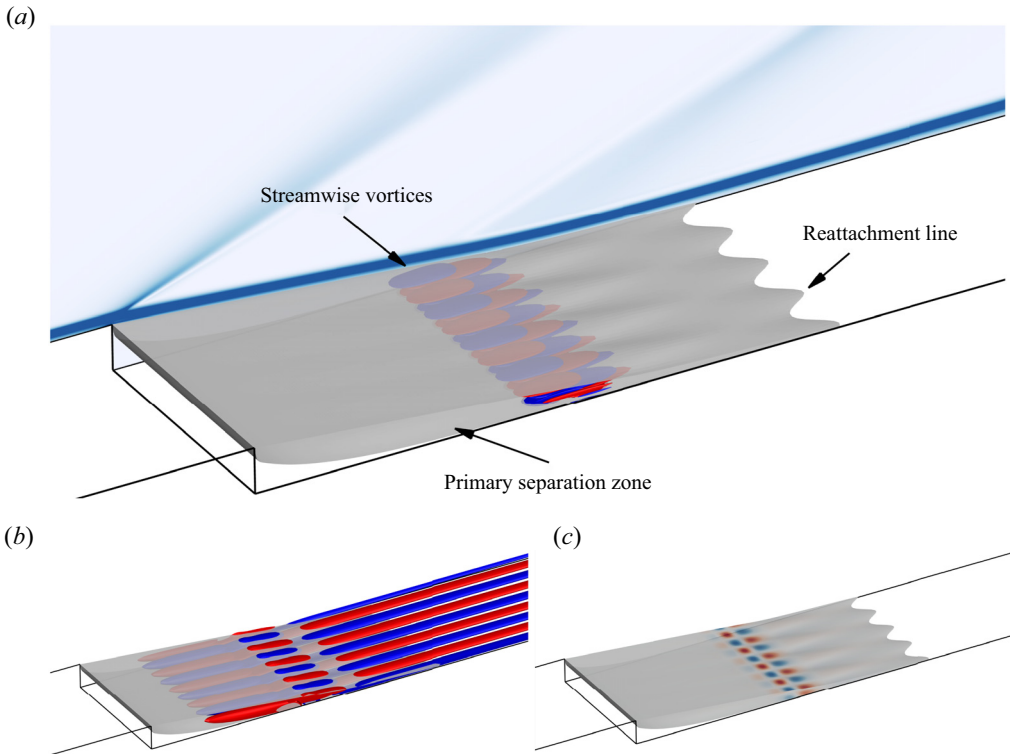 (a)
Streamwise vortices
Reattachment line
Primary separation zone
(b)
(c)